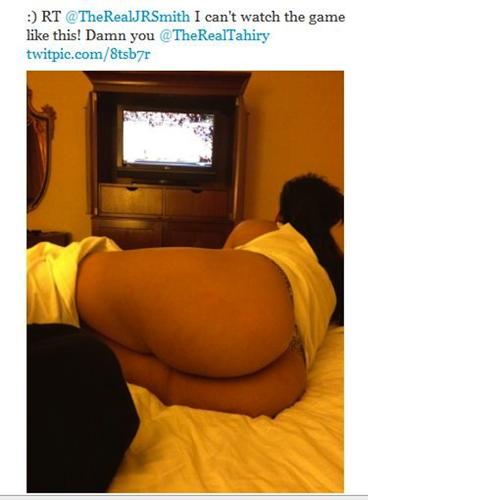 :) RT @TheRealJRSmith I can't watch the game
like this! Damn you @TheRealTahiry
twitpic.com/8tsb7r